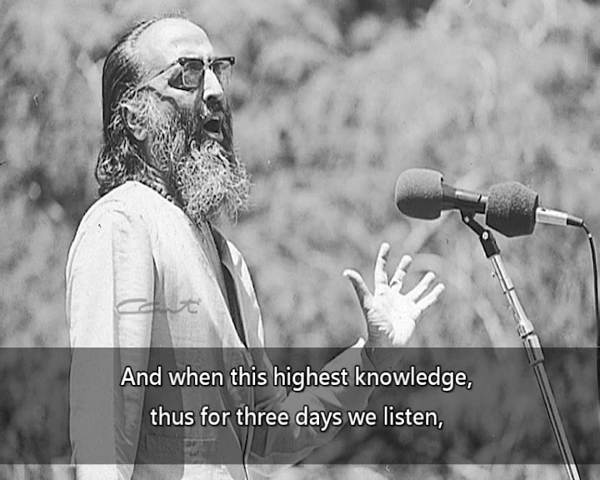 And when this highest knowledge,
thus for three days we listen,